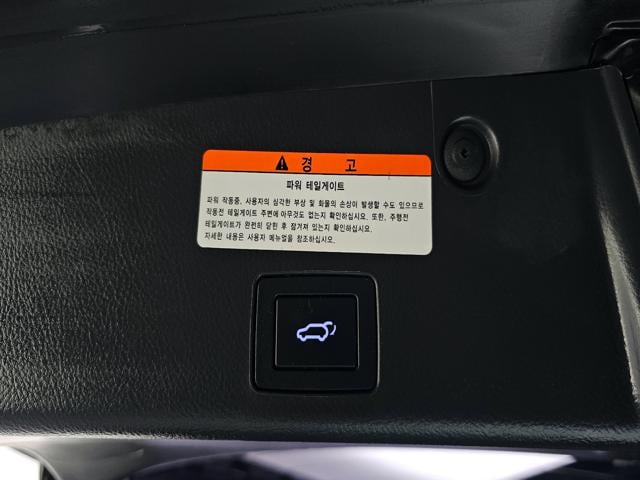 경 고
파워 테일게이트
파워 작동중, 사용자의 심각한 부상 및 화물의 손상이 발생할 수도 있으므로
작동전 테일게이트 주변에 아무것도 없는지 확인하십시요. 또한, 주행전
테일게이트가 완전히 닫힌 후 잠겨져 있는지 확인하십시요.
자세한 내용은 사용자 메뉴얼을 참조하십시요.